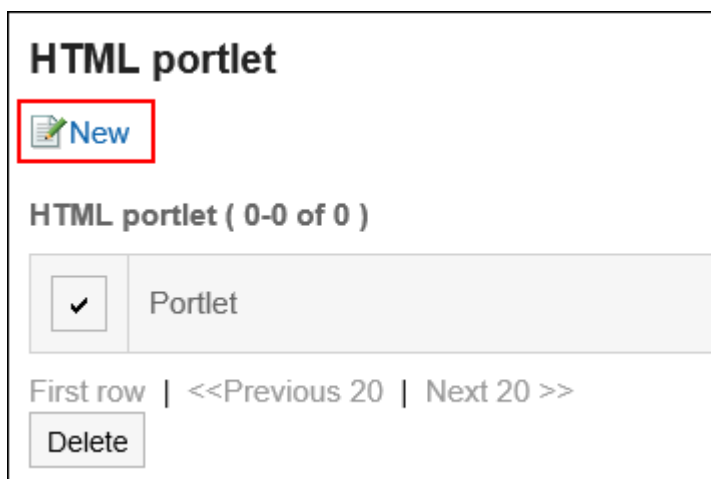 HTML portlet
New
HTML portlet ( 0-0 of 0 )
Portlet
First row | <<Previous 20 | Next 20 >>
Delete